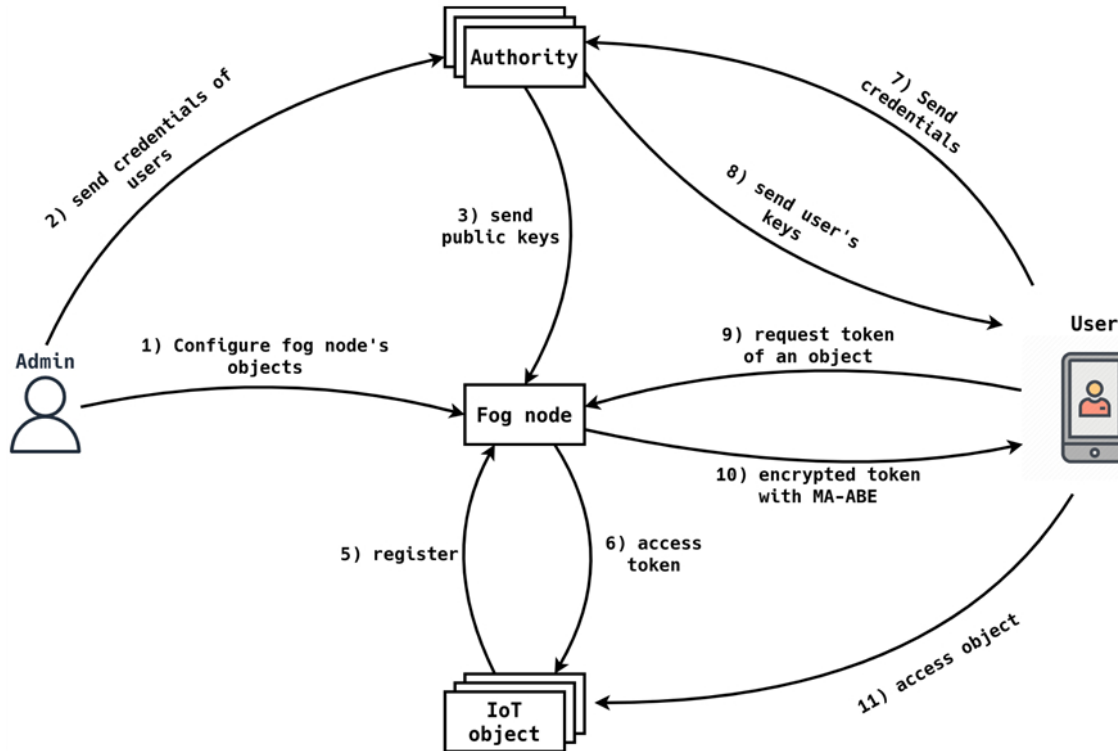 Authority
7) Send
credentials
2) send credentials of
users
8) send user's
keys
3) send
public keys
User
Admin
1) Configure fog node's
objects
9) request token
of an object
Fog node
10) encrypted token
with MA-ABE
5) register
6) access
token
11) access object
IoT
object